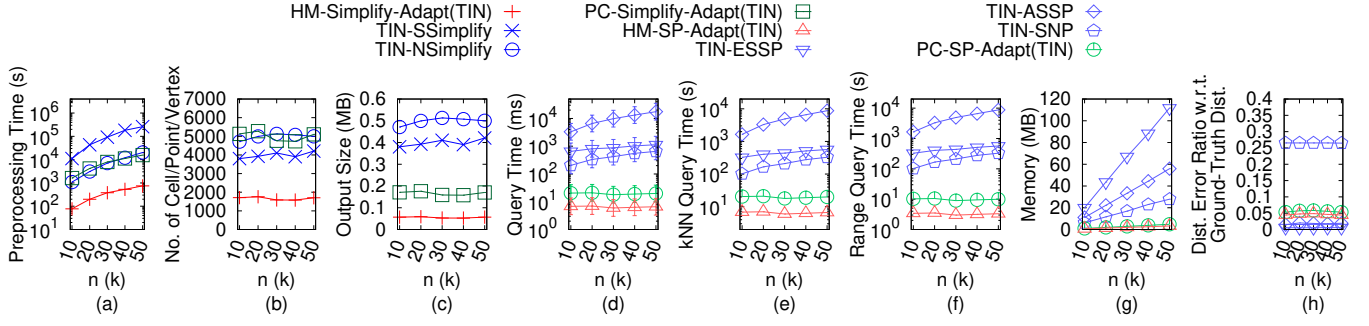 HM-Simplify-Adapt(TIN)
TIN-SSimplify
TIN-NSimplify
PC-Simplify-Adapt(TIN)
HM-SP-Adapt(TIN)
TIN-ESSP
TIN-ASSP
TIN-SNP
PC-SP-Adapt(TIN)
Preprocessing Time (s)
10^6
10^5
10^4
10^3
10^2
10^1
10 20 30 40 50
n (k)
(a)
No. of Cell/Point/Vertex
7000
6000
5000
4000
3000
2000
1000
0
10 20 30 40 50
n (k)
(b)
Output Size (MB)
0.6
0.5
0.4
0.3
0.2
0.1
0
10 20 30 40 50
n (k)
(c)
Query Time (ms)
10^4
10^3
10^2
10^1
10^0
10 20 30 40 50
n (k)
(d)
kNN Query Time (s)
10^4
10^3
10^2
10^1
10 20 30 40 50
n (k)
(e)
Range Query Time (s)
10^4
10^3
10^2
10^1
10^0
10 20 30 40 50
n (k)
(f)
Memory (MB)
120
100
80
60
40
20
0
10 20 30 40 50
n (k)
(g)
Dist. Error Ratio w.r.t.
Ground-Truth Dist.
0.4
0.35
0.3
0.25
0.2
0.15
0.1
0.05
0
10 20 30 40 50
n (k)
(h)